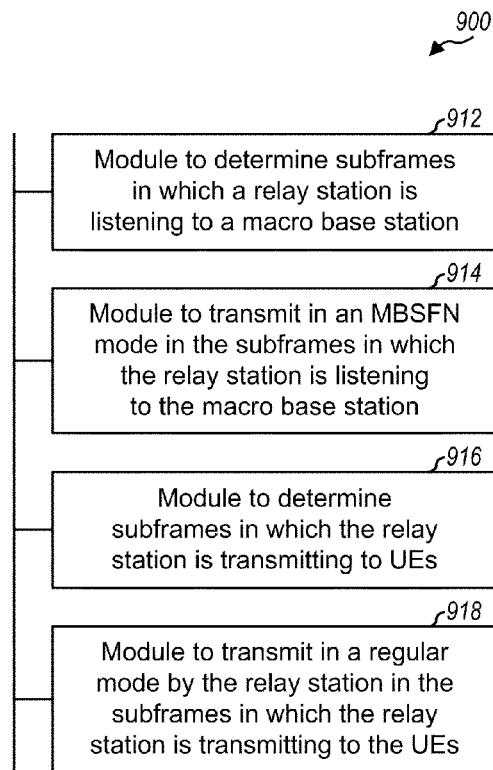 900
912
Module to determine subframes
in which a relay station is
listening to a macro base station
914
Module to transmit in an MBSFN
mode in the subframes in which
the relay station is listening
to the macro base station
916
Module to determine
subframes in which the relay
station is transmitting to UEs
918
Module to transmit in a regular
mode by the relay station in the
subframes in which the relay
station is transmitting to the UEs